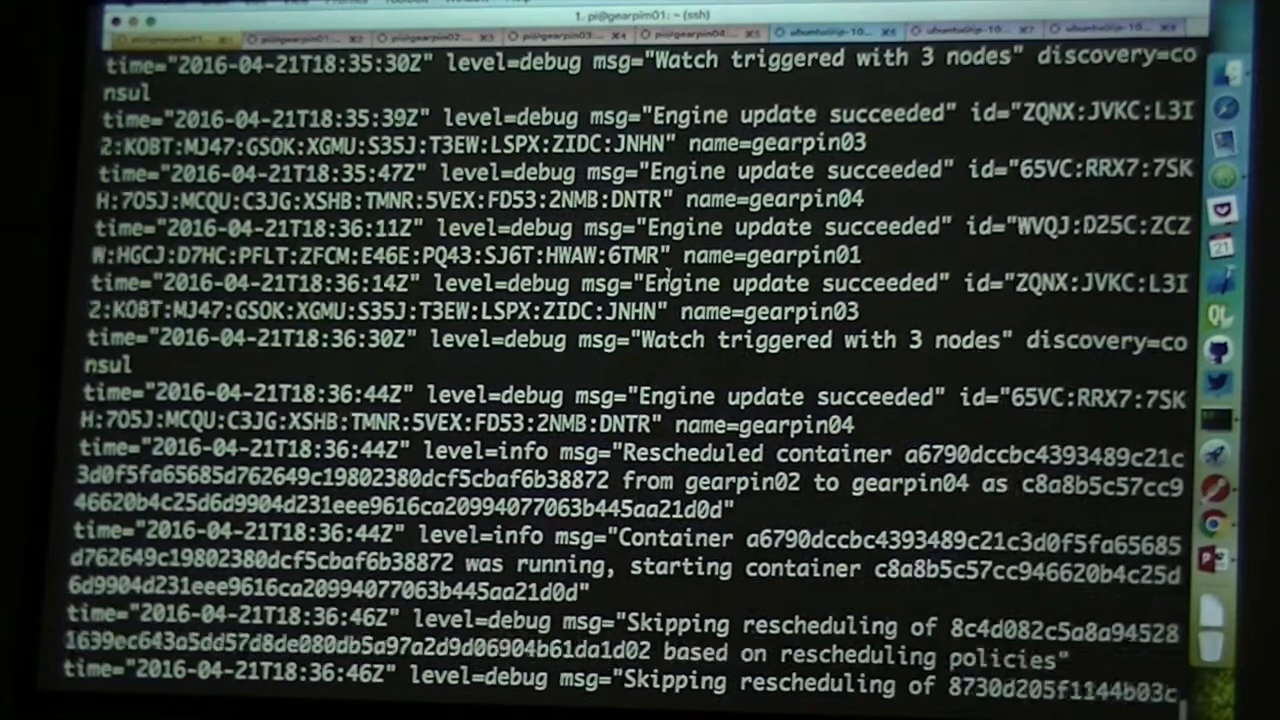 1. pi@gearpim01: ~ (ssh)
time="2016-04-21T18:35:30Z" level=debug msg="Watch triggered with 3 nodes" discovery=co
nsul
time="2016-04-21T18:35:39Z" level=debug msg="Engine update succeeded" id="ZQNX:JVKC:L3I
2:KOBT:MJ47:GSOK:XGMU:S35J:T3EW:LSPX:ZIDC:JNHN" name=gearpin03
time="2016-04-21T18:35:47Z" level=debug msg="Engine update succeeded" id="65VC:RRX7:7SK
H:7O5J:MCQU:C3JG:XSHB:TMNR:5VEX:FD53:2NMB:DNTR" name=gearpin04
time="2016-04-21T18:36:11Z" level=debug msg="Engine update succeeded" id="WVQJ:DZ5C:ZCZ
W:HGCJ:D7HC:PFLT:ZFCM:E46E:PQ43:SJ6T:HWAW:6TMR" name=gearpin01
time="2016-04-21T18:36:14Z" level=debug msg="Engine update succeeded" id="ZQNX:JVKC:L3I
2:KOBT:MJ47:GSOK:XGMU:S35J:T3EW:LSPX:ZIDC:JNHN" name=gearpin03
time="2016-04-21T18:36:30Z" level=debug msg="Watch triggered with 3 nodes" discovery=co
nsul
time="2016-04-21T18:36:44Z" level=debug msg="Engine update succeeded" id="65VC:RRX7:7SK
H:7O5J:MCQU:C3JG:XSHB:TMNR:5VEX:FD53:2NMB:DNTR" name=gearpin04
time="2016-04-21T18:36:44Z" level=info msg="Rescheduled container a6790dccbc4393489c21c
3d0f5fa65685d762649c19802380dcf5cbaf6b38872 from gearpin02 to gearpin04 as c8a8b5c57cc9
46620b4c25d6d9904d231eee9616ca20994077063b445aa21d0d"
time="2016-04-21T18:36:44Z" level=info msg="Container a6790dccbc4393489c21c3d0f5fa65685
d762649c19802380dcf5cbaf6b38872 was running, starting container c8a8b5c57cc946620b4c25d
6d9904d231eee9616ca20994077063b445aa21d0d"
time="2016-04-21T18:36:46Z" level=debug msg="Skipping rescheduling of 8c4d082c5a8a94528
1639ec643a5dd57d8de080db5a97a2d9d06904b61da1d02 based on rescheduling policies"
time="2016-04-21T18:36:46Z" level=debug msg="Skipping rescheduling of 8730d205f1144b03c